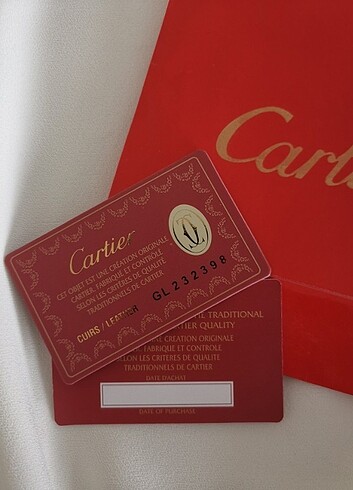 Carti
Cartier
CET OBJET EST UNE CRÉATION ORIGINALE
CARTIER, FABRIQUÉ ET CONTRÔLÉ
SELON LES CRITÈRES DE QUALITÉ
TRADITIONNELS DE CARTIER
CUIRS / LEATHER GL232398
TRADITIONAL
TIER QUALITY
CRÉATION ORIGINALE
FABRIQUÉ ET CONTRÔLÉ
SELON LES CRITÈRES DE QUALITÉ
TRADITIONNELS DE CARTIER
DATE D'ACHAT
DATE OF PURCHASE